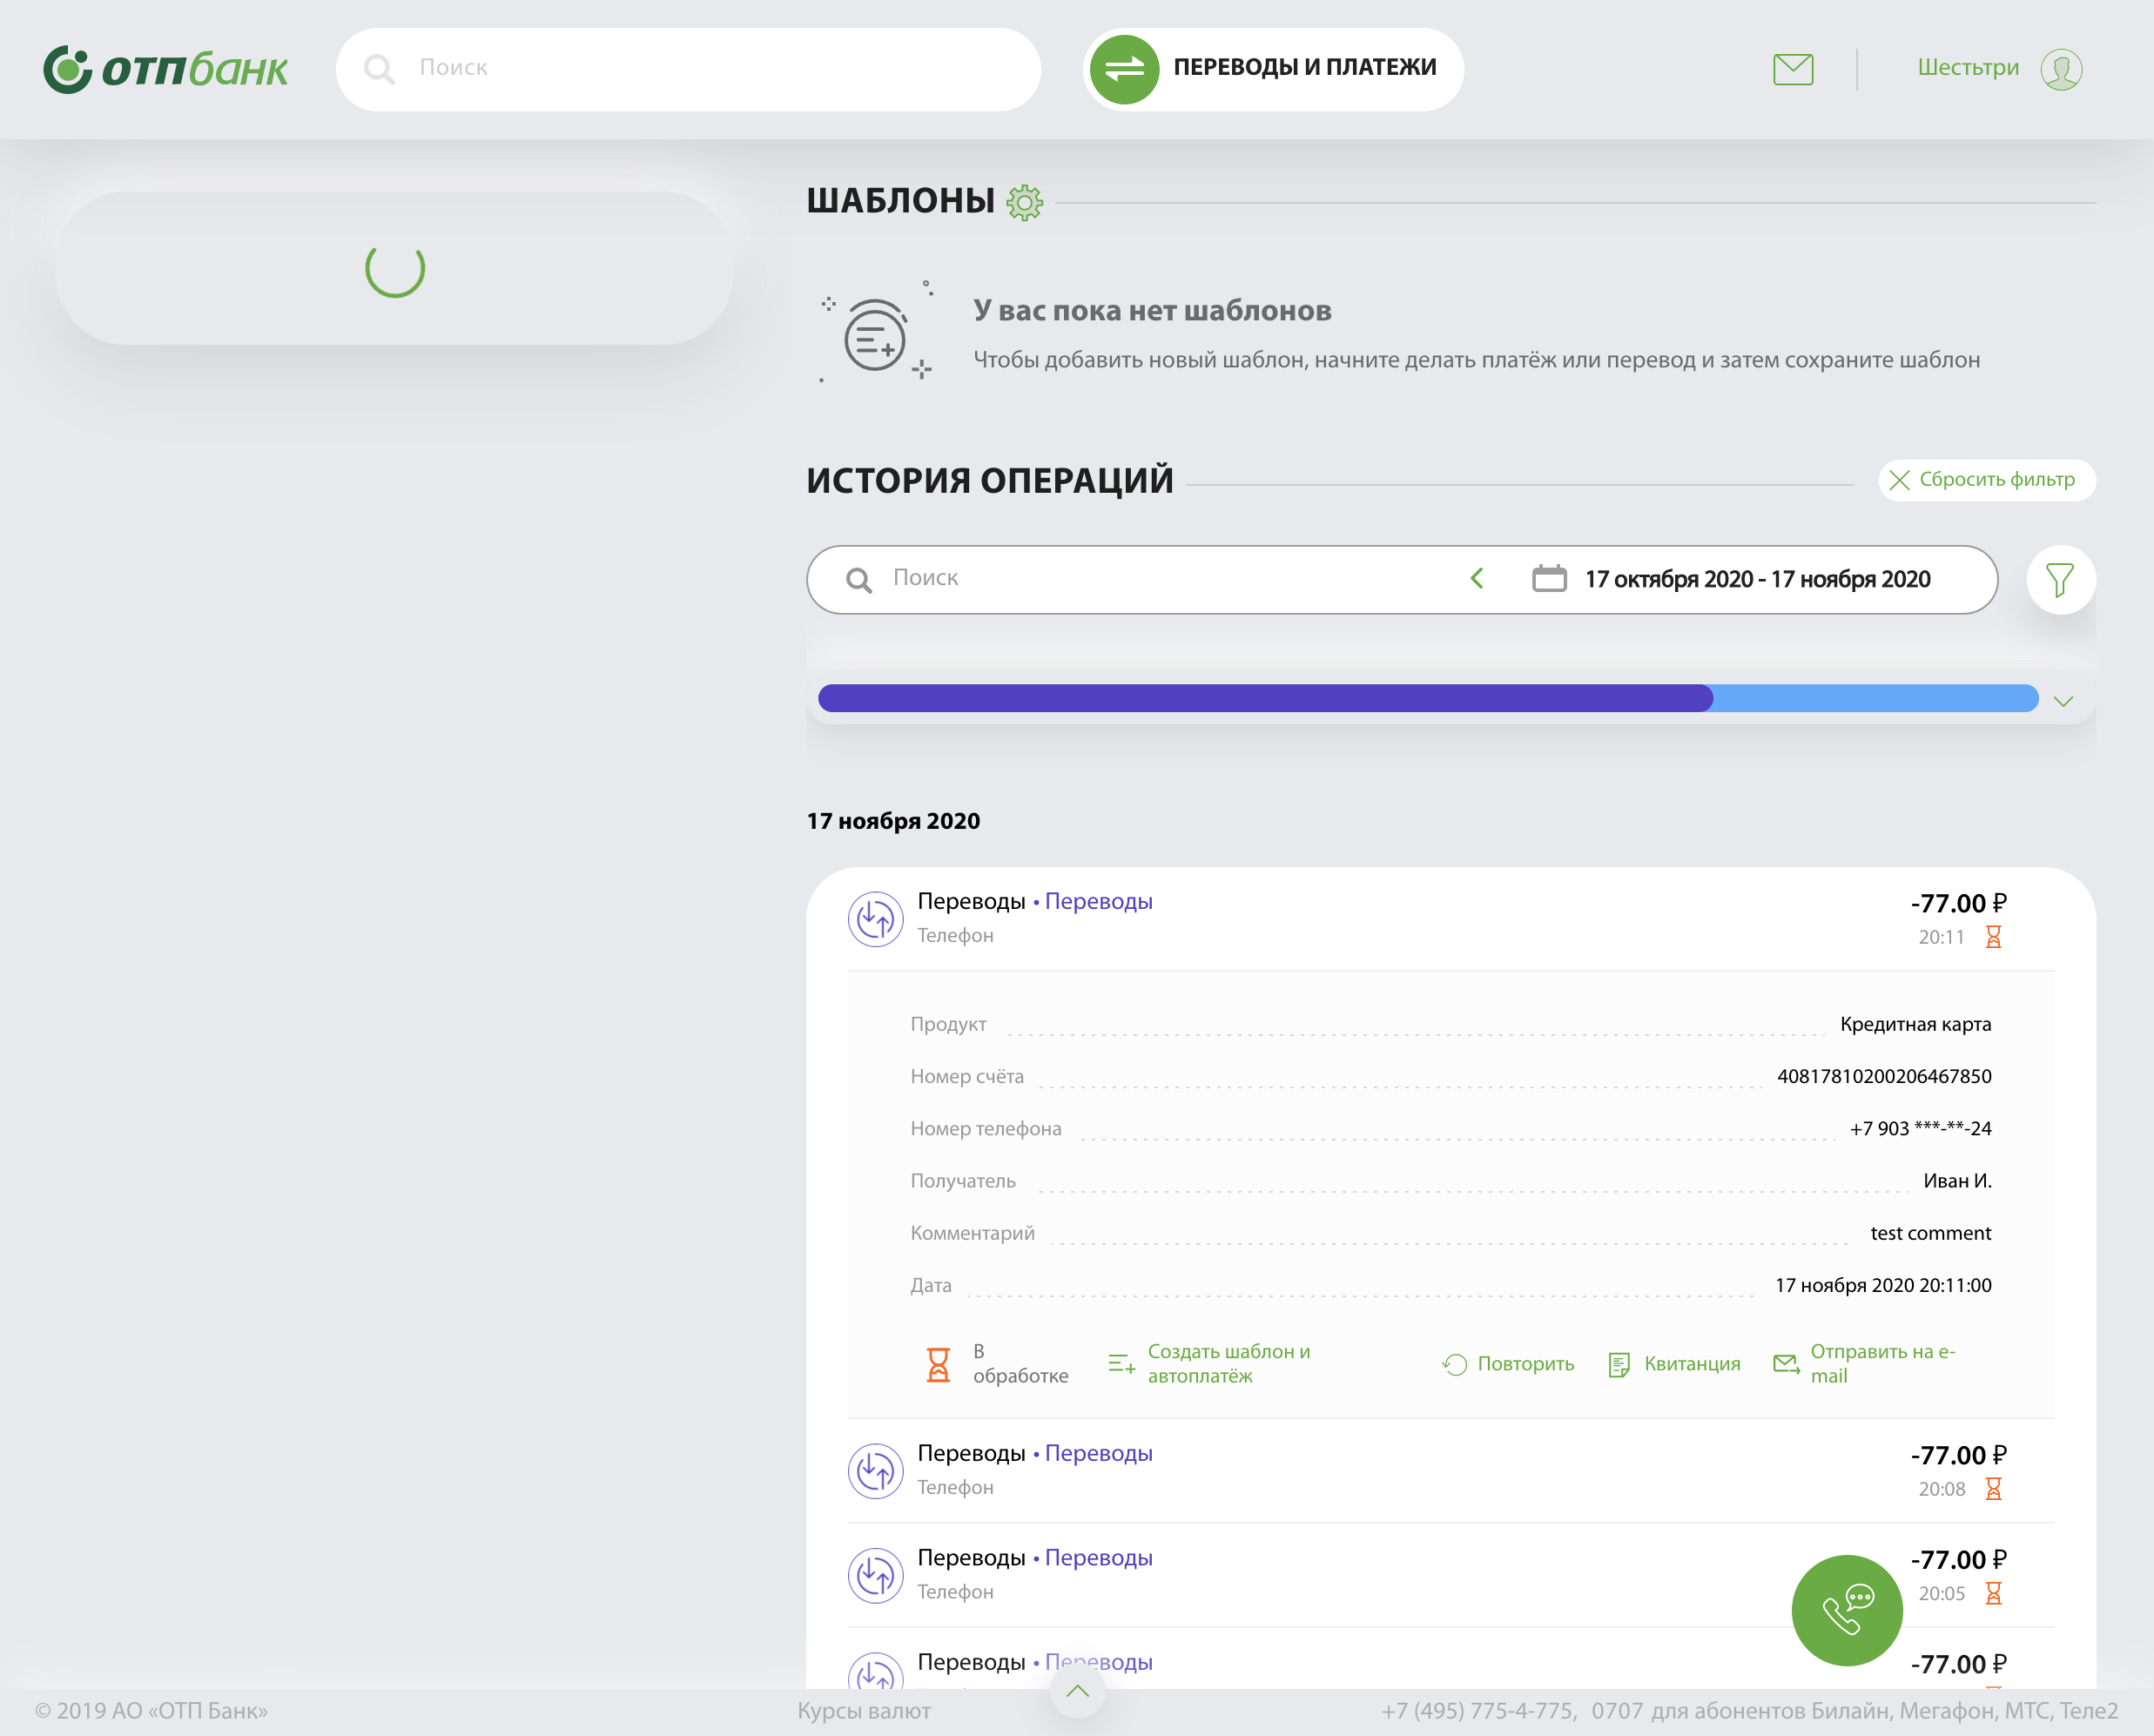 отпбанк
Поиск
ПЕРЕВОДЫ И ПЛАТЕЖИ
Шестьтри
ШАБЛОНЫ
У вас пока нет шаблонов
Чтобы добавить новый шаблон, начните делать платёж или перевод и затем сохраните шаблон
ИСТОРИЯ ОПЕРАЦИЙ
Сбросить фильтр
Поиск
17 октября 2020 - 17 ноября 2020
17 ноября 2020
Переводы • Переводы
-77.00 ₽
Телефон
20:11
Продукт
Кредитная карта
Номер счёта
40817810200206467850
Номер телефона
+7 903 ***-**-24
Получатель
Иван И.
Комментарий
test comment
Дата
17 ноября 2020 20:11:00
В
обработке
Создать шаблон и
автоплатёж
Повторить
Квитанция
Отправить на e-
mail
Переводы • Переводы
-77.00 ₽
Телефон
20:08
Переводы • Переводы
-77.00 ₽
Телефон
20:05
Переводы • Переводы
-77.00 ₽
© 2019 АО «ОТП Банк»
Курсы валют
+7 (495) 775-4-775, 0707 для абонентов Билайн, Мегафон, МТС, Теле2